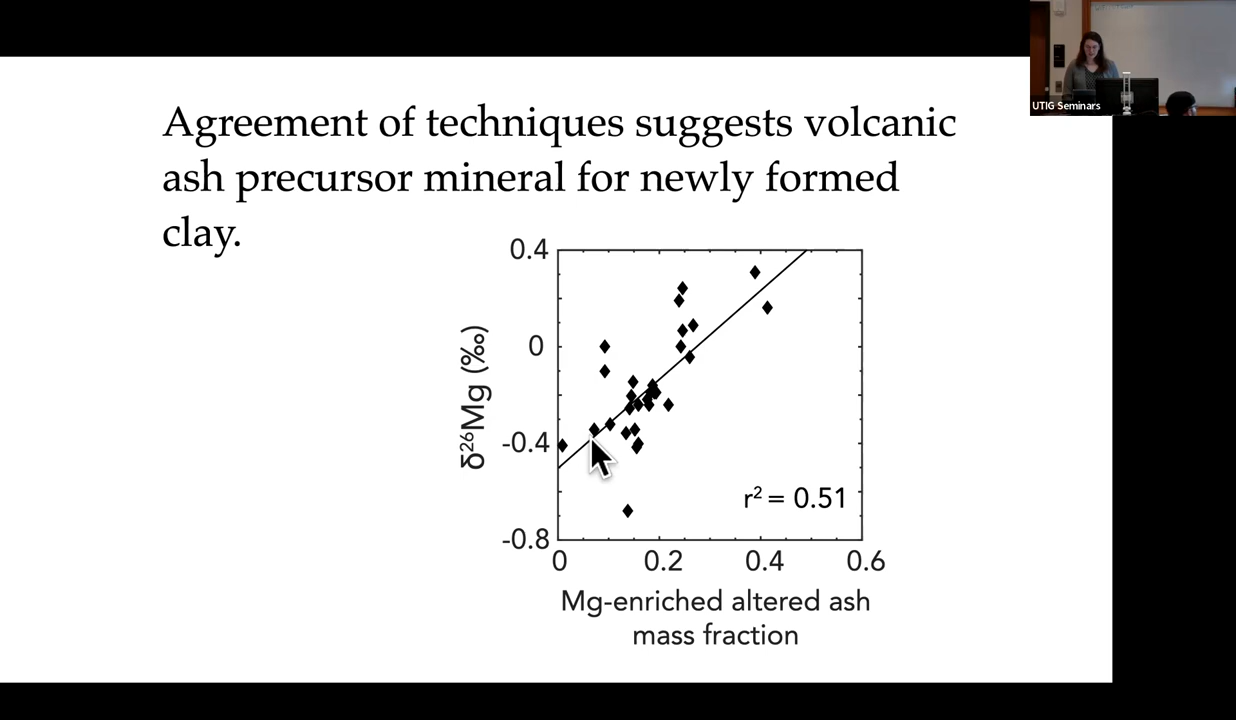 Agreement of techniques suggests volcanic
ash precursor mineral for newly formed
clay.
UTIG Seminars
0.4
0
-0.4
-0.8
δ²⁶Mg (‰)
r² = 0.51
0 0.2 0.4 0.6
Mg-enriched altered ash
mass fraction